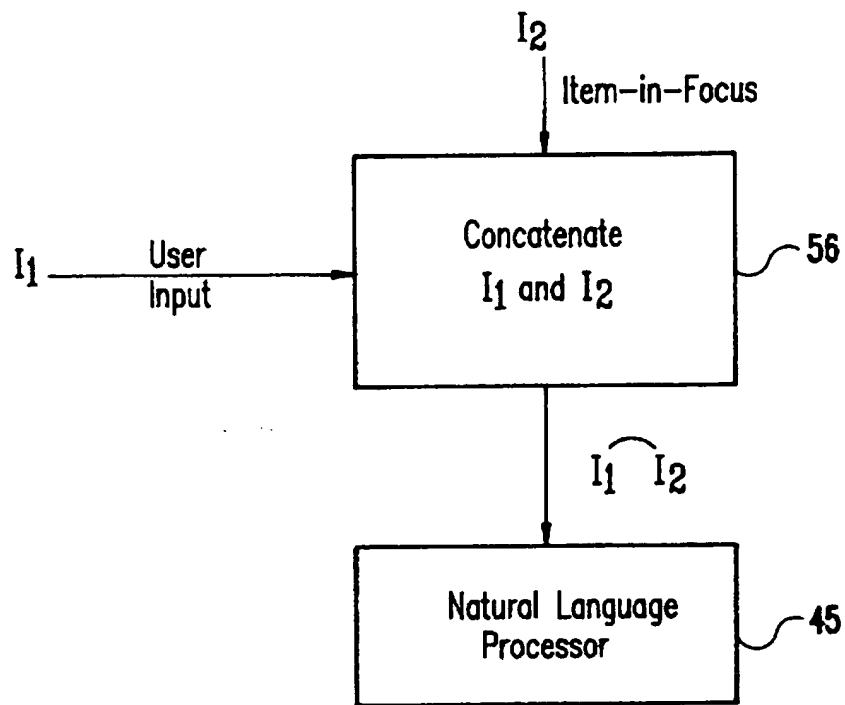 I2
Item-in-Focus
Concatenate
I1 and I2
56
I1
User
Input
I1⁀I2
Natural Language
Processor
45